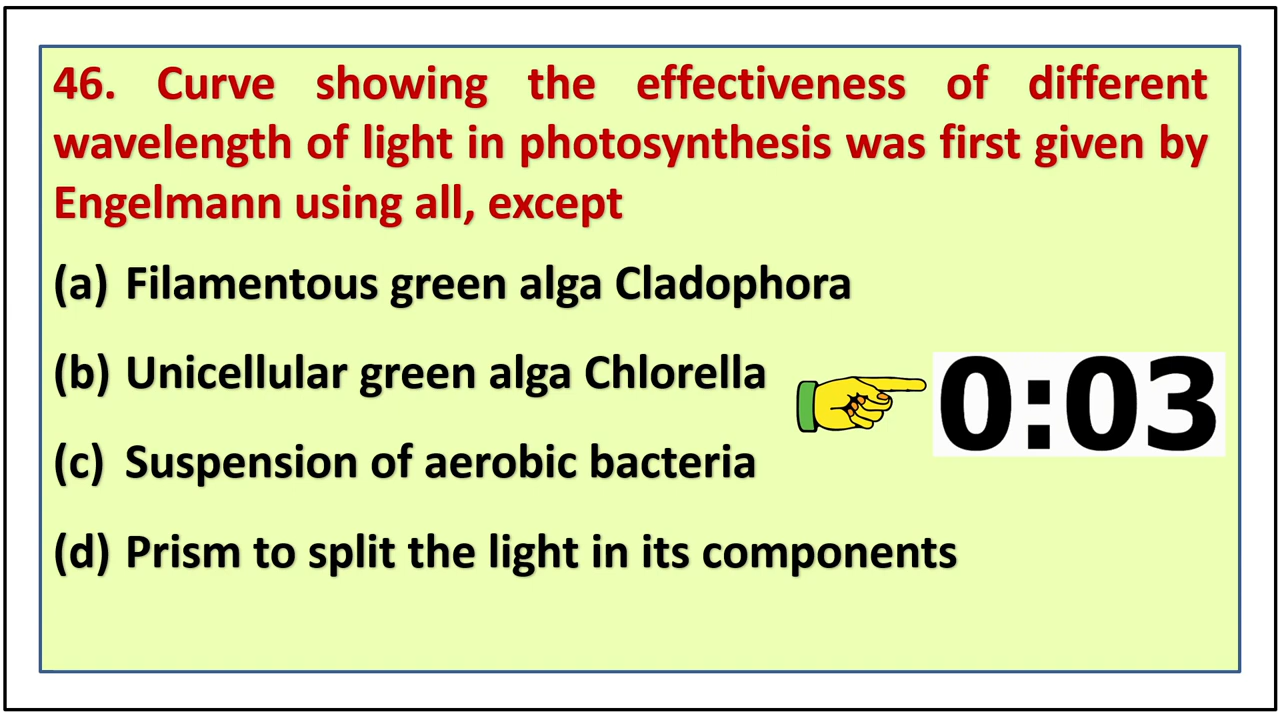 46. Curve showing the effectiveness of different
wavelength of light in photosynthesis was first given by
Engelmann using all, except
(a) Filamentous green alga Cladophora
(b) Unicellular green alga Chlorella
0:03
(c) Suspension of aerobic bacteria
(d) Prism to split the light in its components